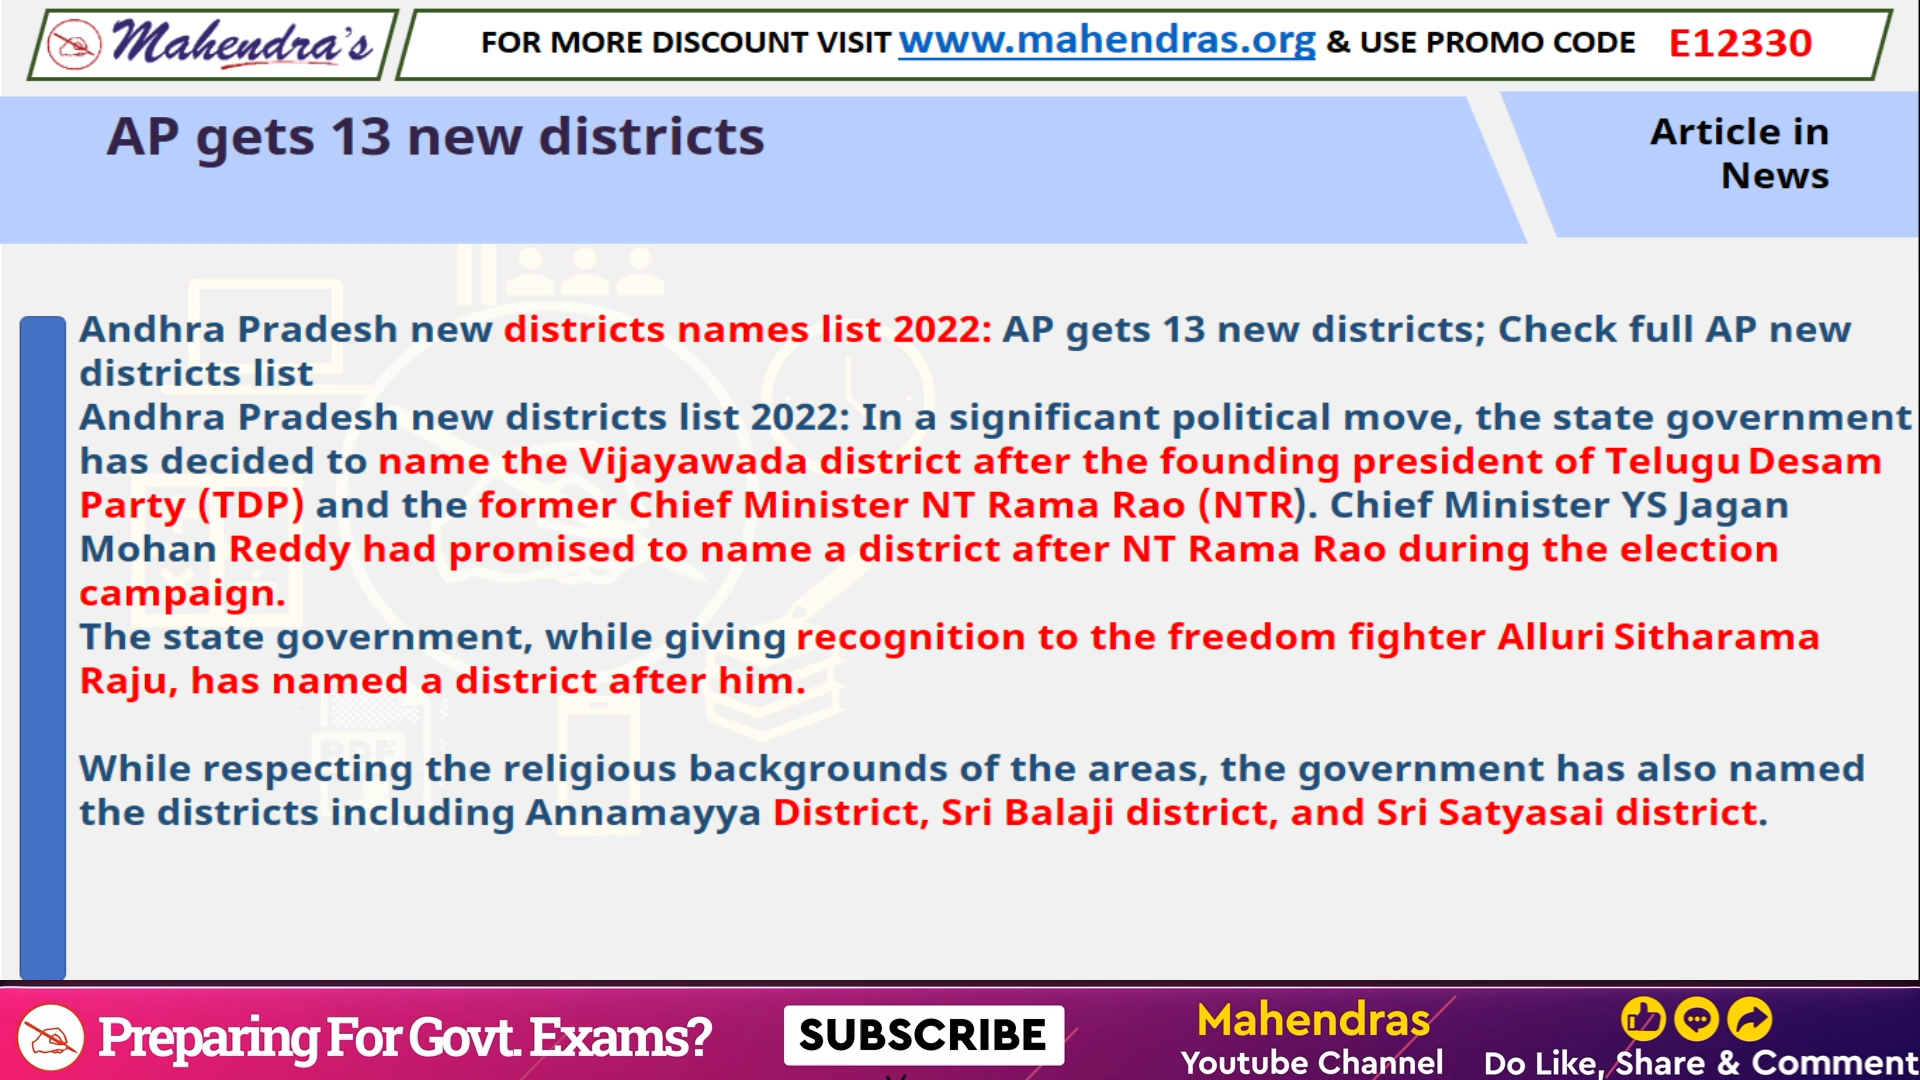 Mahendra's
FOR MORE DISCOUNT VISIT www.mahendras.org & USE PROMO CODE E12330
AP gets 13 new districts
Article in
News
Andhra Pradesh new districts names list 2022: AP gets 13 new districts; Check full AP new
districts list
Andhra Pradesh new districts list 2022: In a significant political move, the state government
has decided to name the Vijayawada district after the founding president of Telugu Desam
Party (TDP) and the former Chief Minister NT Rama Rao (NTR). Chief Minister YS Jagan
Mohan Reddy had promised to name a district after NT Rama Rao during the election
campaign.
The state government, while giving recognition to the freedom fighter Alluri Sitharama
Raju, has named a district after him.
PDF
While respecting the religious backgrounds of the areas, the government has also named
the districts including Annamayya District, Sri Balaji district, and Sri Satyasai district.
Preparing For Govt. Exams?
SUBSCRIBE
Mahendras
Youtube Channel
Do Like, Share & Comment